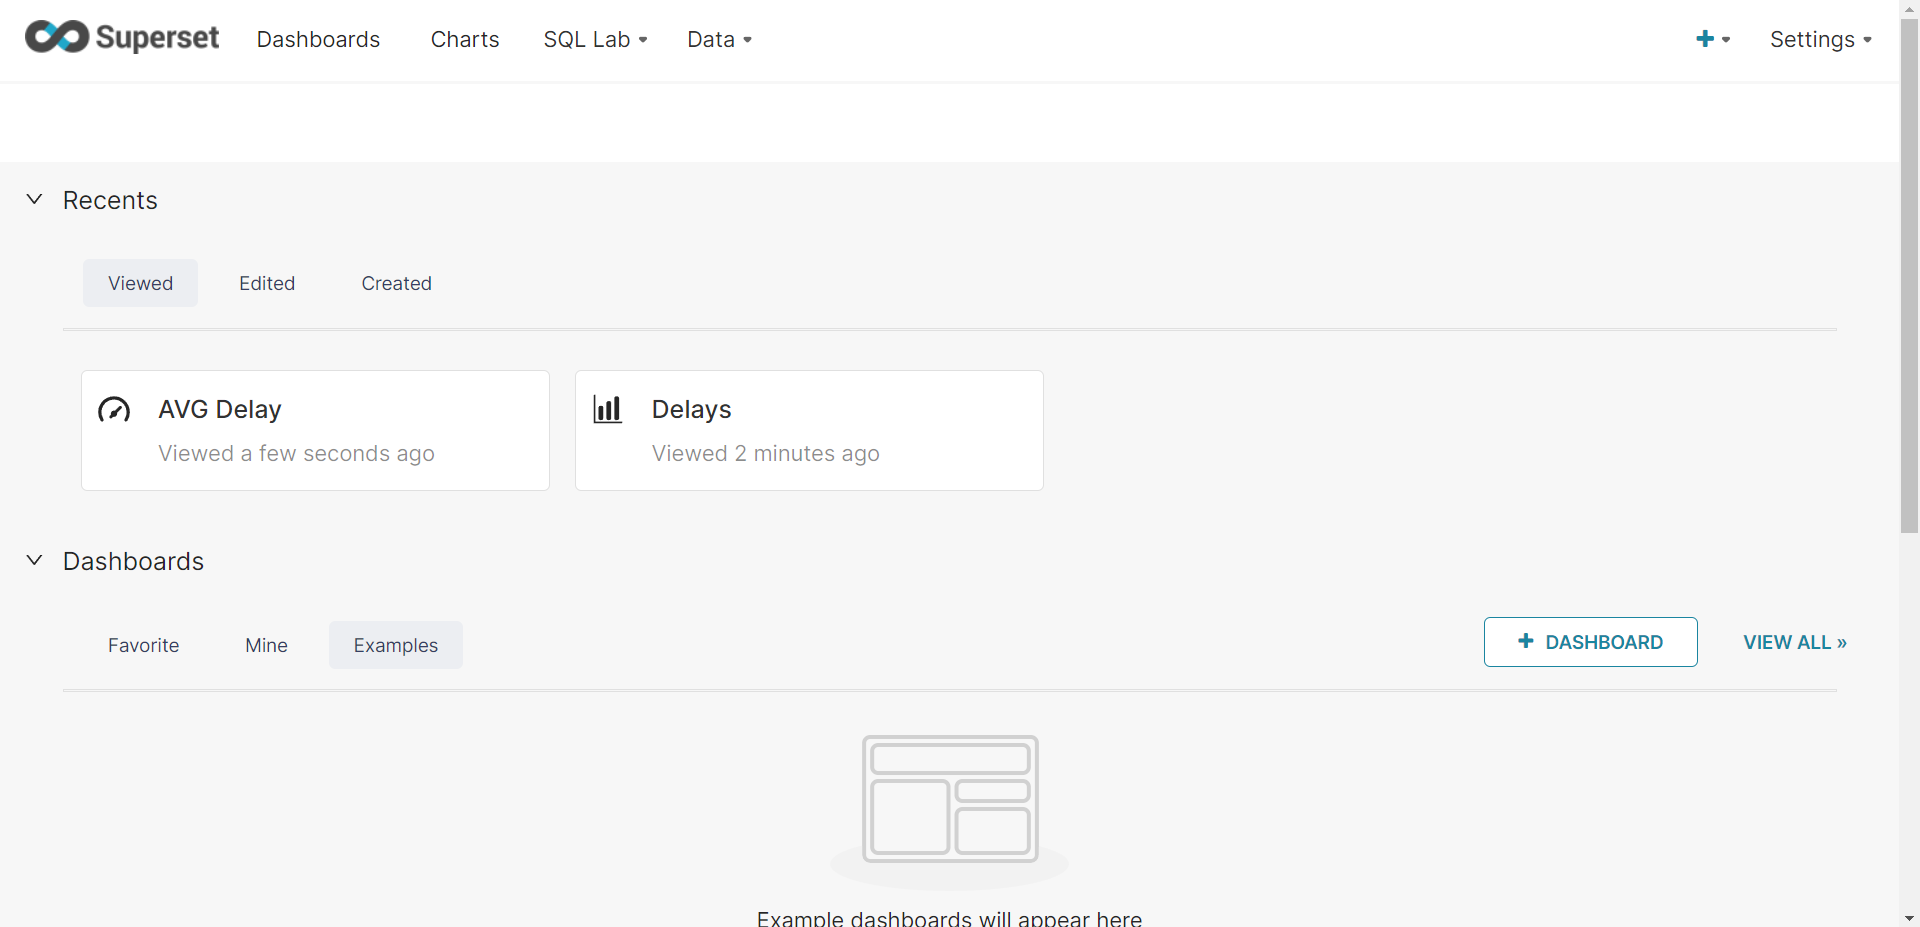 Superset Dashboards Charts SQL Lab Data Settings
Recents
Viewed Edited Created
AVG Delay
Viewed a few seconds ago
Delays
Viewed 2 minutes ago
Dashboards
Favorite Mine Examples + DASHBOARD VIEW ALL »
Example dashboards will appear here